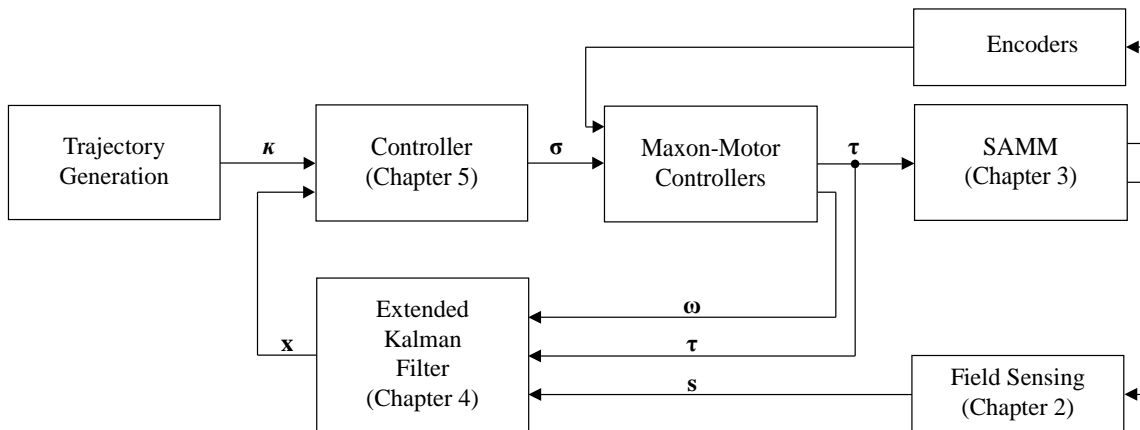 Encoders
Trajectory
Generation
κ
Controller
(Chapter 5)
σ
Maxon-Motor
Controllers
τ
SAMM
(Chapter 3)
x
Extended
Kalman
Filter
(Chapter 4)
ω
τ
s
Field Sensing
(Chapter 2)